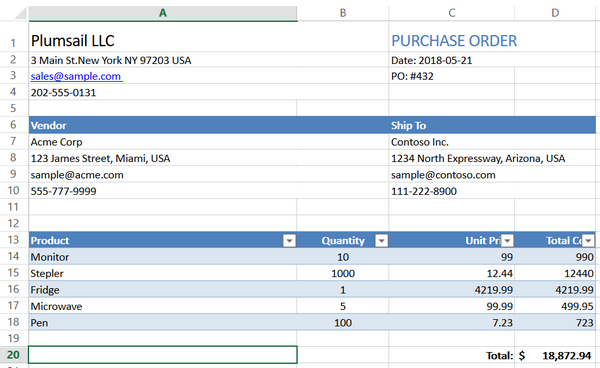 A B C D
1 Plumsail LLC PURCHASE ORDER
2 3 Main St.New York NY 97203 USA Date: 2018-05-21
3 sales@sample.com PO: #432
4 202-555-0131
5
6 Vendor Ship To
7 Acme Corp Contoso Inc.
8 123 James Street, Miami, USA 1234 North Expressway, Arizona, USA
9 sample@acme.com sample@contoso.com
10 555-777-9999 111-222-8900
11
12
13 Product Quantity Unit Pri Total Co
14 Monitor 10 99 990
15 Stepler 1000 12.44 12440
16 Fridge 1 4219.99 4219.99
17 Microwave 5 99.99 499.95
18 Pen 100 7.23 723
19
20 Total: $ 18,872.94